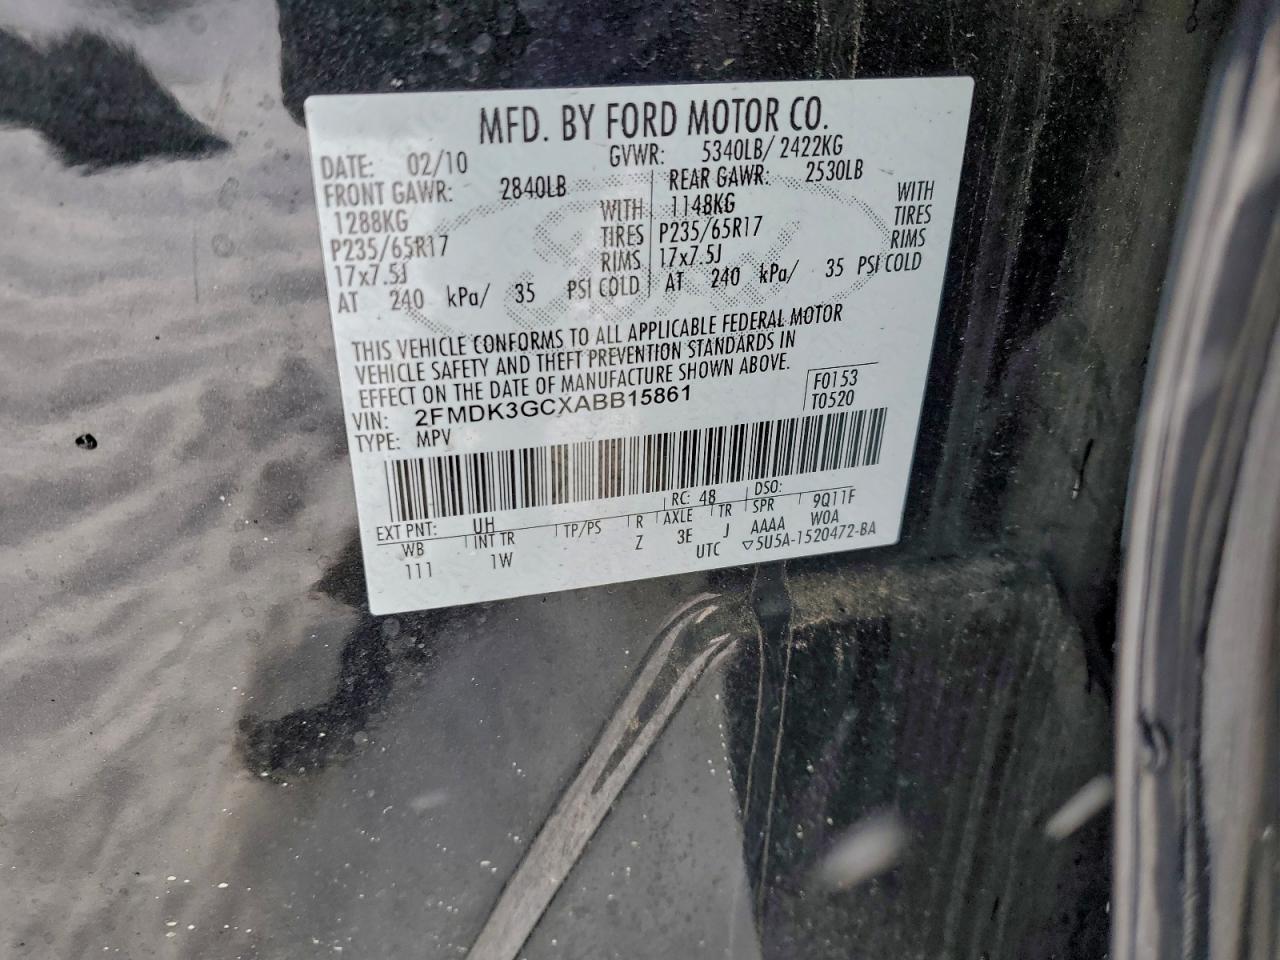 MFD. BY FORD MOTOR CO.
DATE: 02/10 GVWR: 5340LB/ 2422KG
FRONT GAWR: 2840LB REAR GAWR: 2530LB
1288KG WITH 1148KG WITH
P235/65R17 TIRES P235/65R17 TIRES
17x7.5J RIMS 17x7.5J RIMS
AT 240 kPa/ 35 PSI COLD AT 240 kPa/ 35 PSI COLD
THIS VEHICLE CONFORMS TO ALL APPLICABLE FEDERAL MOTOR
VEHICLE SAFETY AND THEFT PREVENTION STANDARDS IN
EFFECT ON THE DATE OF MANUFACTURE SHOWN ABOVE.
VIN: 2FMDK3GCXABB15861 F0153
TYPE: MPV T0520
EXT PNT: UH RC: 48 DSO: 9Q11F
WB INT TR TP/PS R AXLE TR SPR W0A
111 1W Z 3E J AAAA
UTC ▽5U5A-1520472-BA